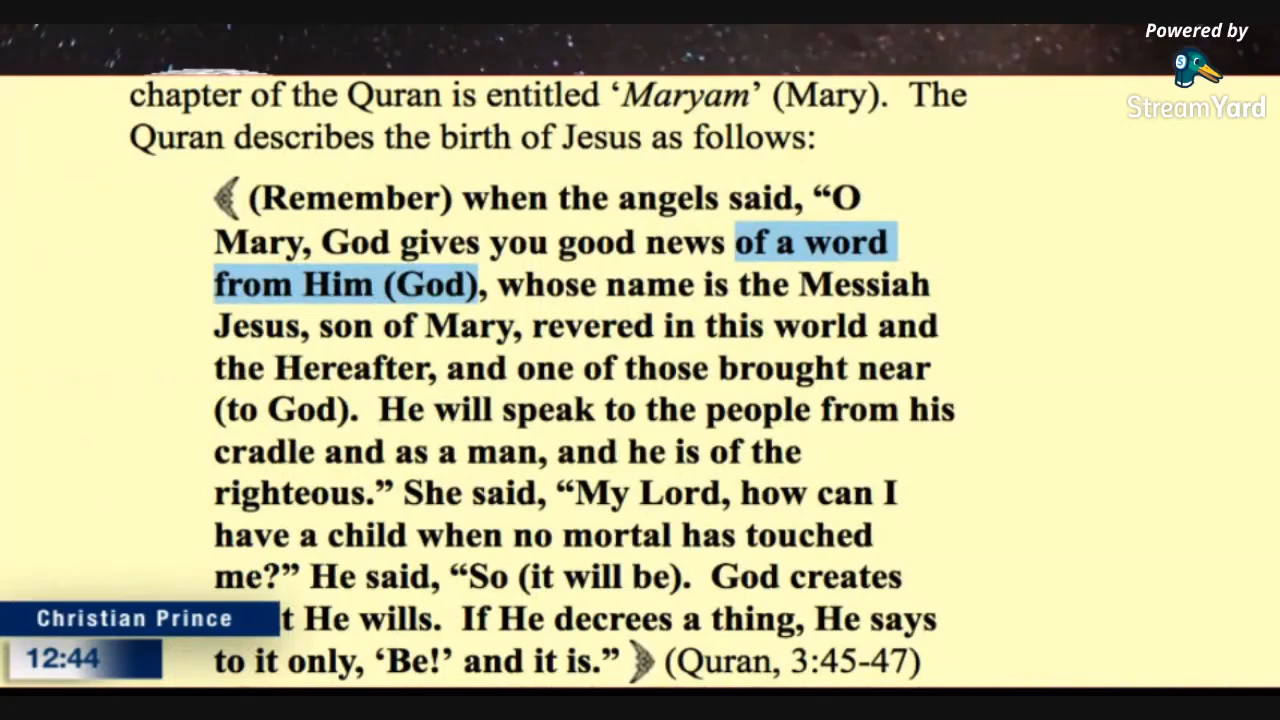 Powered by
StreamYard
chapter of the Quran is entitled ‘Maryam’ (Mary). The
Quran describes the birth of Jesus as follows:
(Remember) when the angels said, “O
Mary, God gives you good news of a word
from Him (God), whose name is the Messiah
Jesus, son of Mary, revered in this world and
the Hereafter, and one of those brought near
(to God). He will speak to the people from his
cradle and as a man, and he is of the
righteous.” She said, “My Lord, how can I
have a child when no mortal has touched
me?” He said, “So (it will be). God creates
t He wills. If He decrees a thing, He says
to it only, ‘Be!’ and it is.” (Quran, 3:45-47)
Christian Prince
12:44